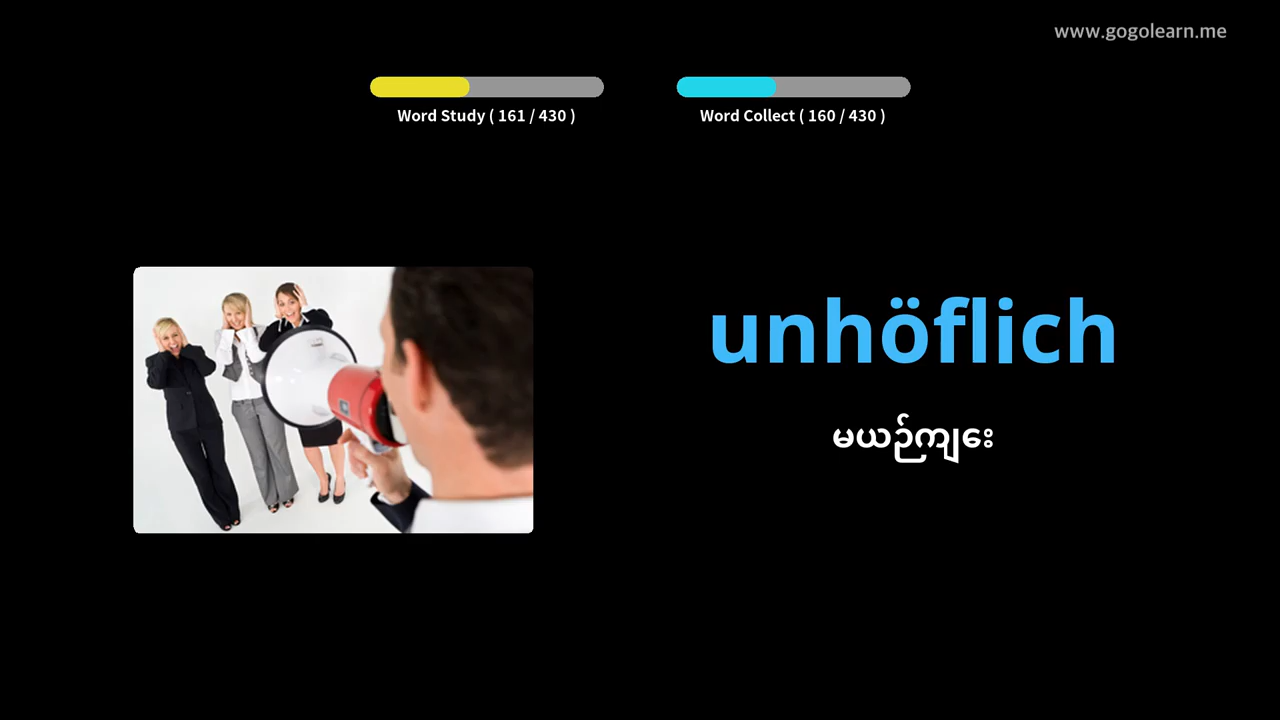 www.gogolearn.me
Word Study ( 161 / 430 )
Word Collect ( 160 / 430 )
unhöflich
မယဉ်ကျေး